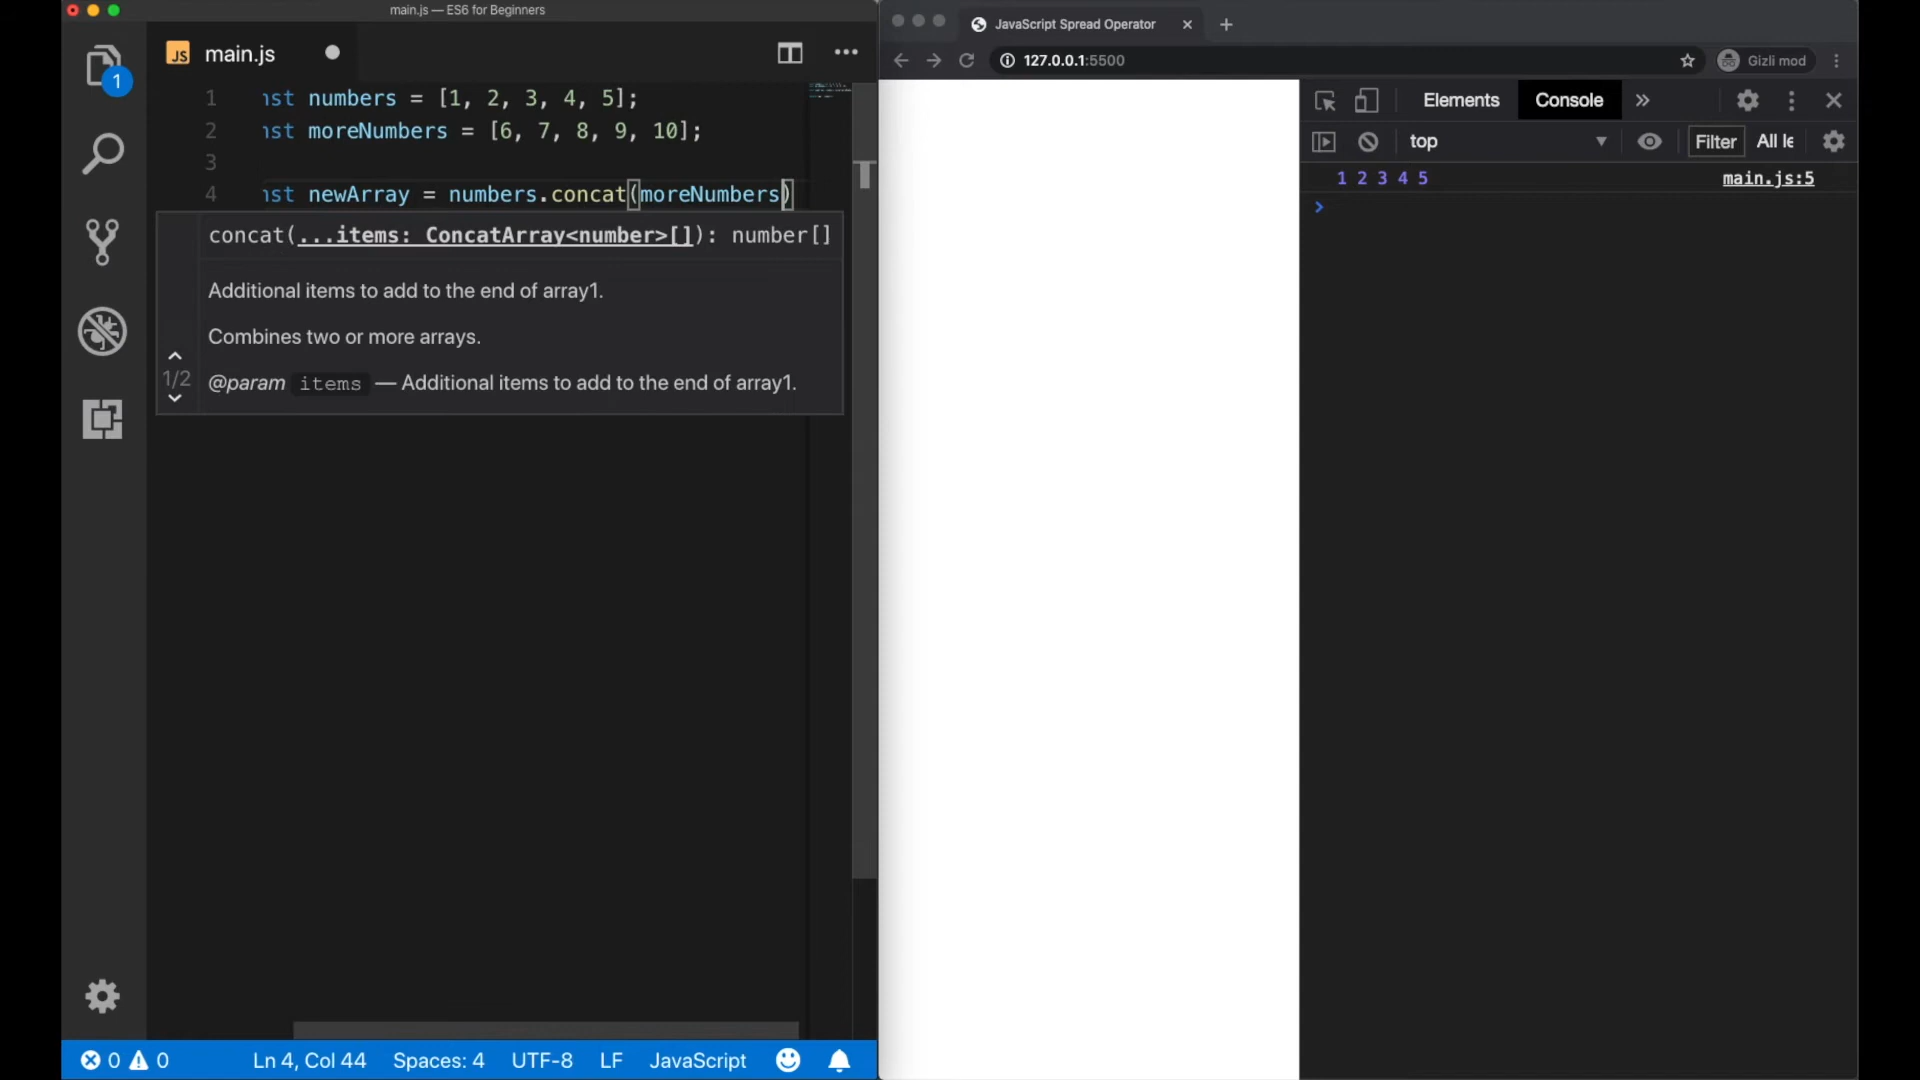 main.js — ES6 for Beginners
JS main.js
1
1 nst numbers = [1, 2, 3, 4, 5];
2 nst moreNumbers = [6, 7, 8, 9, 10];
3
4 nst newArray = numbers.concat(moreNumbers)
concat(...items: ConcatArray<number>[]): number[]
Additional items to add to the end of array1.
Combines two or more arrays.
1/2
@param items — Additional items to add to the end of array1.
0 0 Ln 4, Col 44 Spaces: 4 UTF-8 LF JavaScript
JavaScript Spread Operator
127.0.0.1:5500
Gizli mod
Elements Console
top Filter All le
1 2 3 4 5 main.js:5